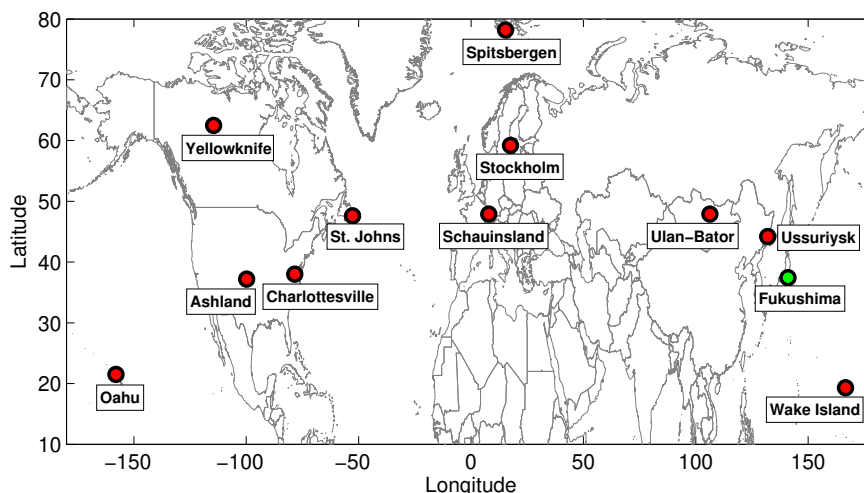 80
70
60
50
40
30
20
10
Latitude
Spitsbergen
Yellowknife
Stockholm
St. Johns
Schauinsland
Ulan−Bator
Ussuriysk
Ashland
Charlottesville
Fukushima
Oahu
Wake Island
−150
−100
−50
0
50
100
150
Longitude